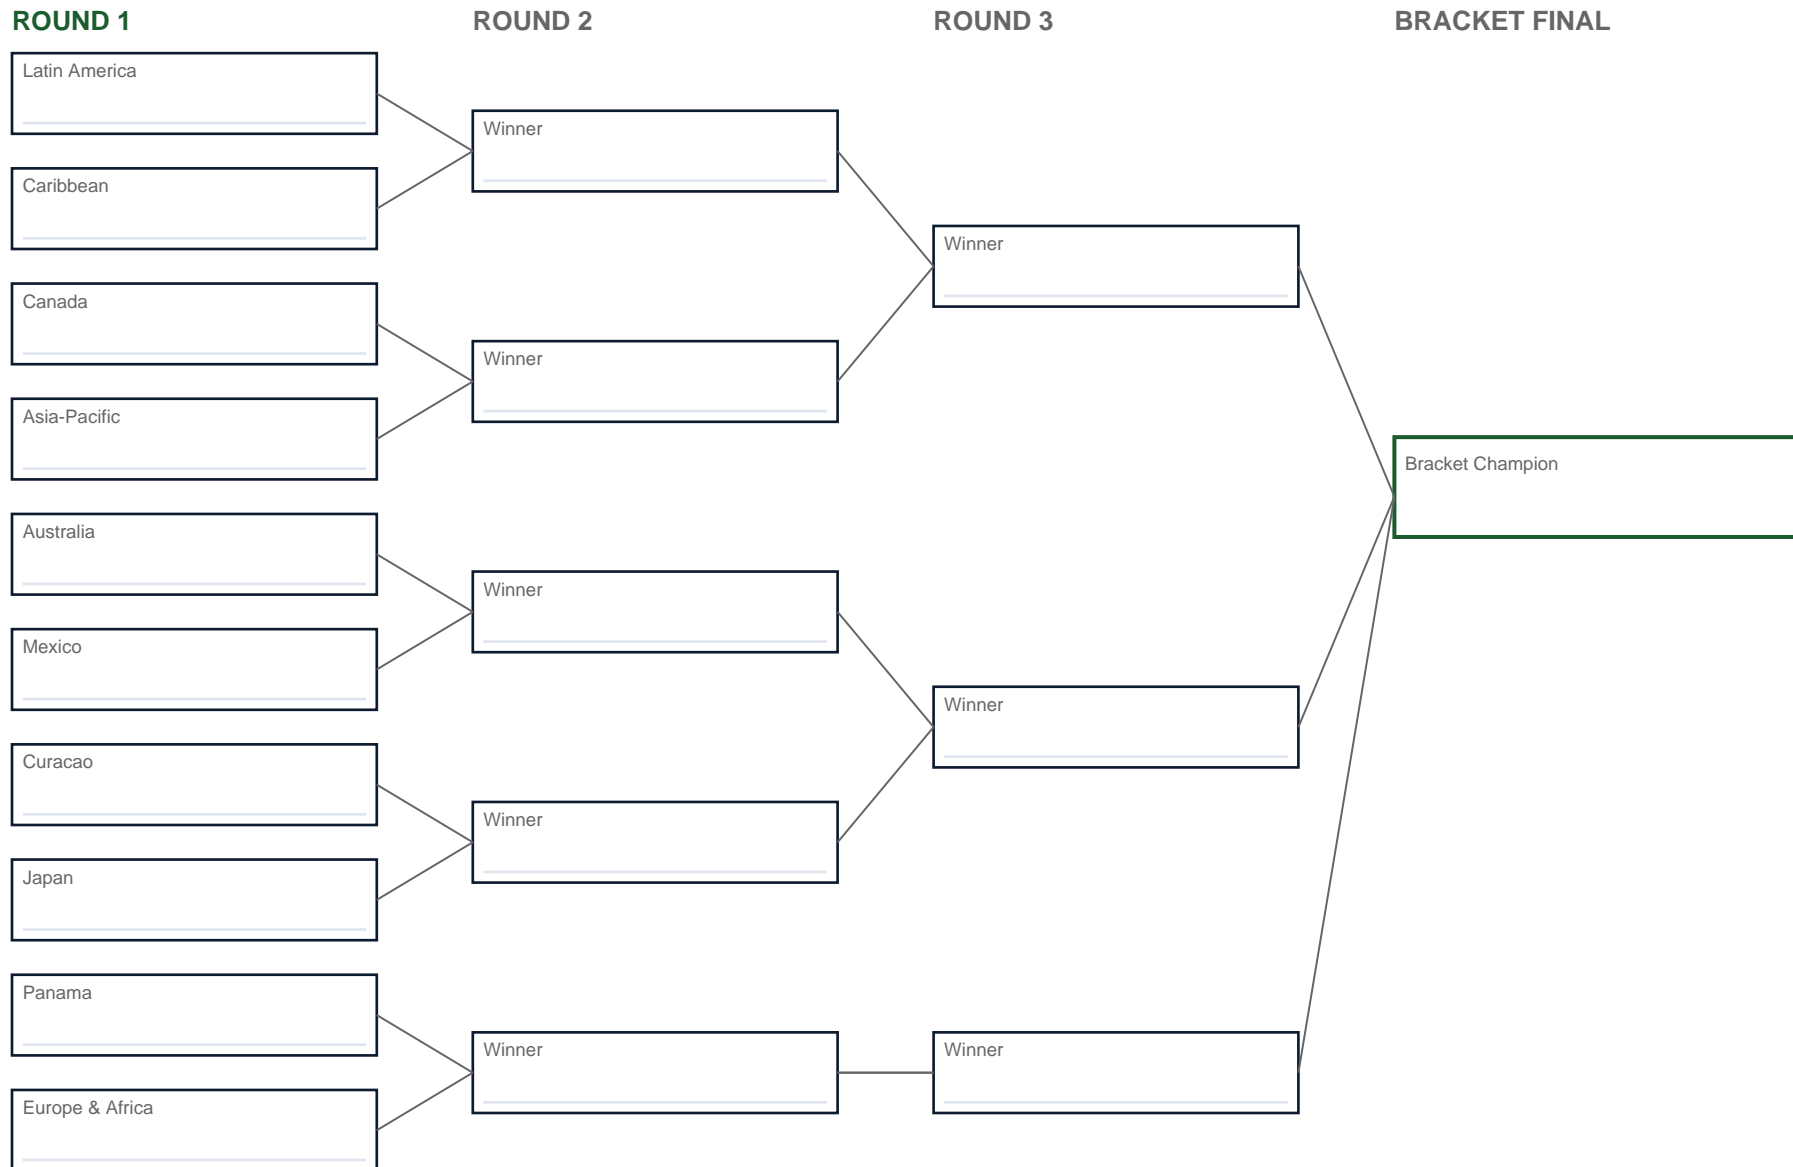 ROUND 1
ROUND 2
ROUND 3
BRACKET FINAL
Latin America
Caribbean
Canada
Asia-Pacific
Australia
Mexico
Curacao
Japan
Panama
Europe & Africa
Winner
Winner
Winner
Winner
Winner
Winner
Winner
Winner
Bracket Champion